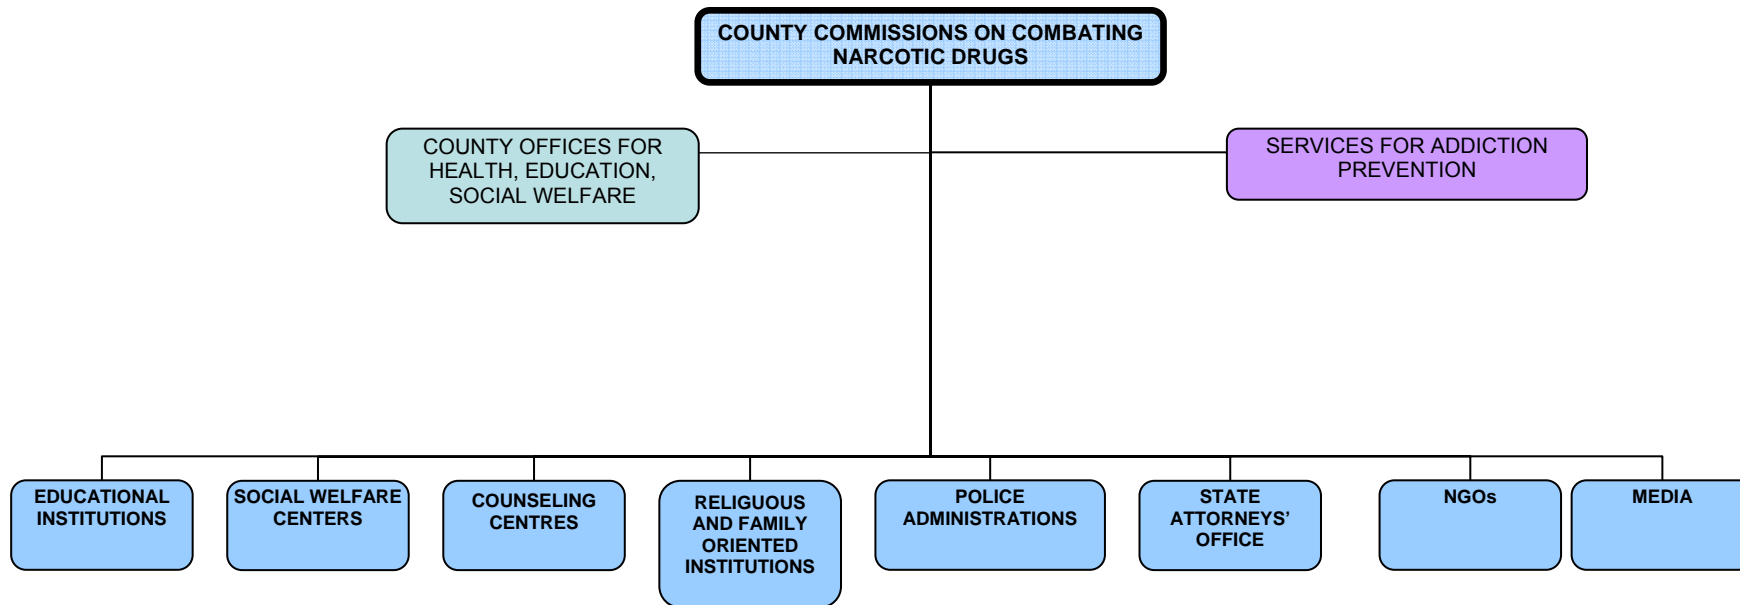 COUNTY COMMISSIONS ON COMBATING
NARCOTIC DRUGS
COUNTY OFFICES FOR
HEALTH, EDUCATION,
SOCIAL WELFARE
SERVICES FOR ADDICTION
PREVENTION
EDUCATIONAL
INSTITUTIONS
SOCIAL WELFARE
CENTERS
COUNSELING
CENTRES
RELIGUOUS
AND FAMILY
ORIENTED
INSTITUTIONS
POLICE
ADMINISTRATIONS
STATE
ATTORNEYS’
OFFICE
NGOs
MEDIA